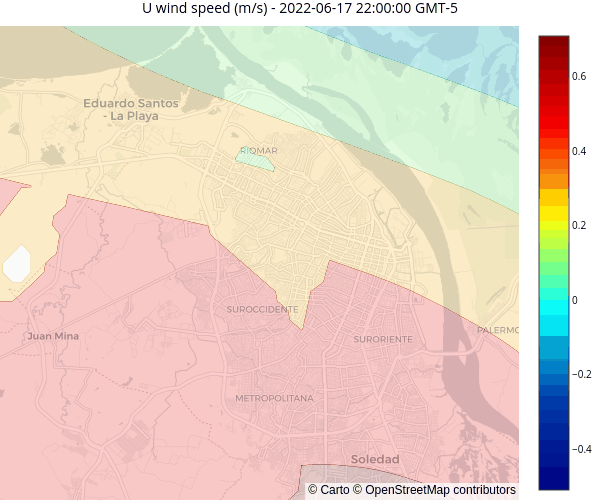 U wind speed (m/s) - 2022-06-17 22:00:00 GMT-5
Eduardo Santos
- La Playa
RIOMAR
SUROCCIDENTE
SURORIENTE
PALERMO
Juan Mina
METROPOLITANA
Soledad
© Carto © OpenStreetMap contributors
0.6
0.4
0.2
0
−0.2
−0.4